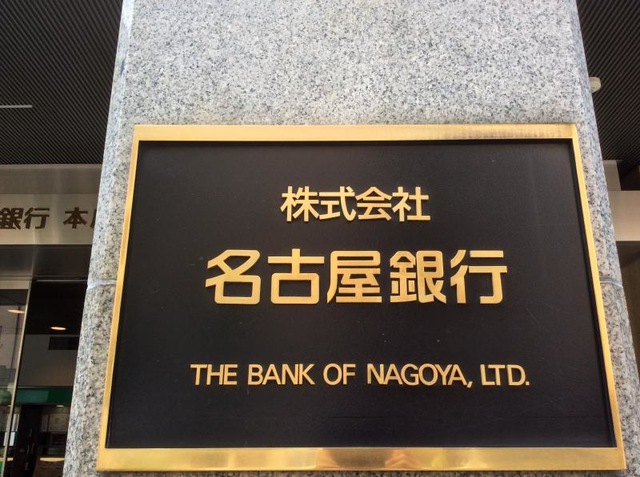 株式会社
名古屋銀行
THE BANK OF NAGOYA, LTD.
銀行 本